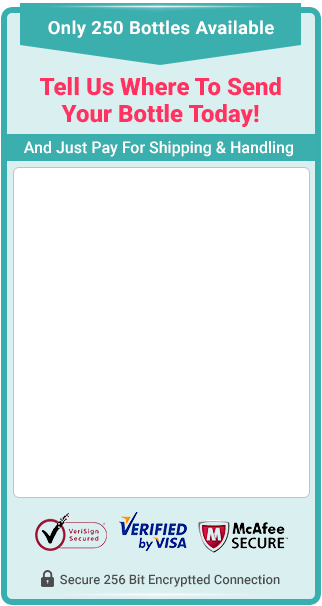 Only 250 Bottles Available
Tell Us Where To Send
Your Bottle Today!
And Just Pay For Shipping & Handling
VeriSign
Secured
VERIFIED
by VISA
M
McAfee
SECURE™
Secure 256 Bit Encryptted Connection